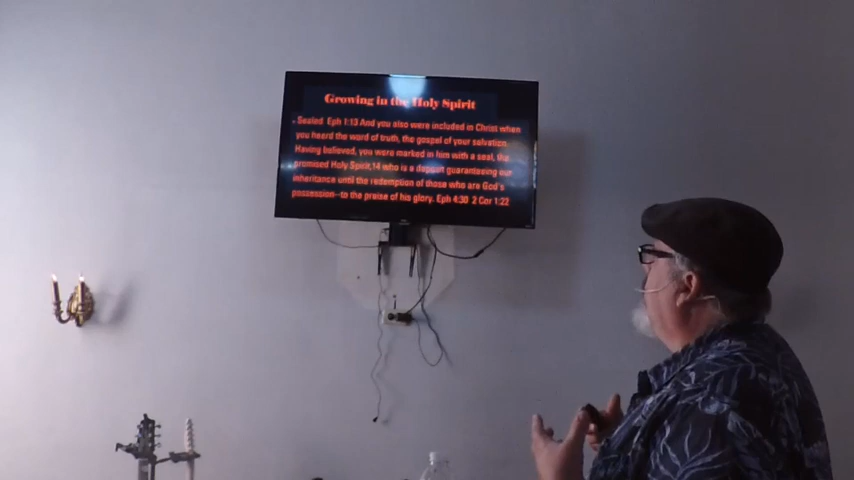 Growing in the Holy Spirit
Sealed Eph 1:13 And you also were included in Christ when
you heard the word of truth, the gospel of your salvation.
Having believed, you were marked in him with a seal, the
promised Holy Spirit,14 who is a deposit guaranteeing our
inheritance until the redemption of those who are God's
possession--to the praise of his glory. Eph 4:30 2 Cor 1:22